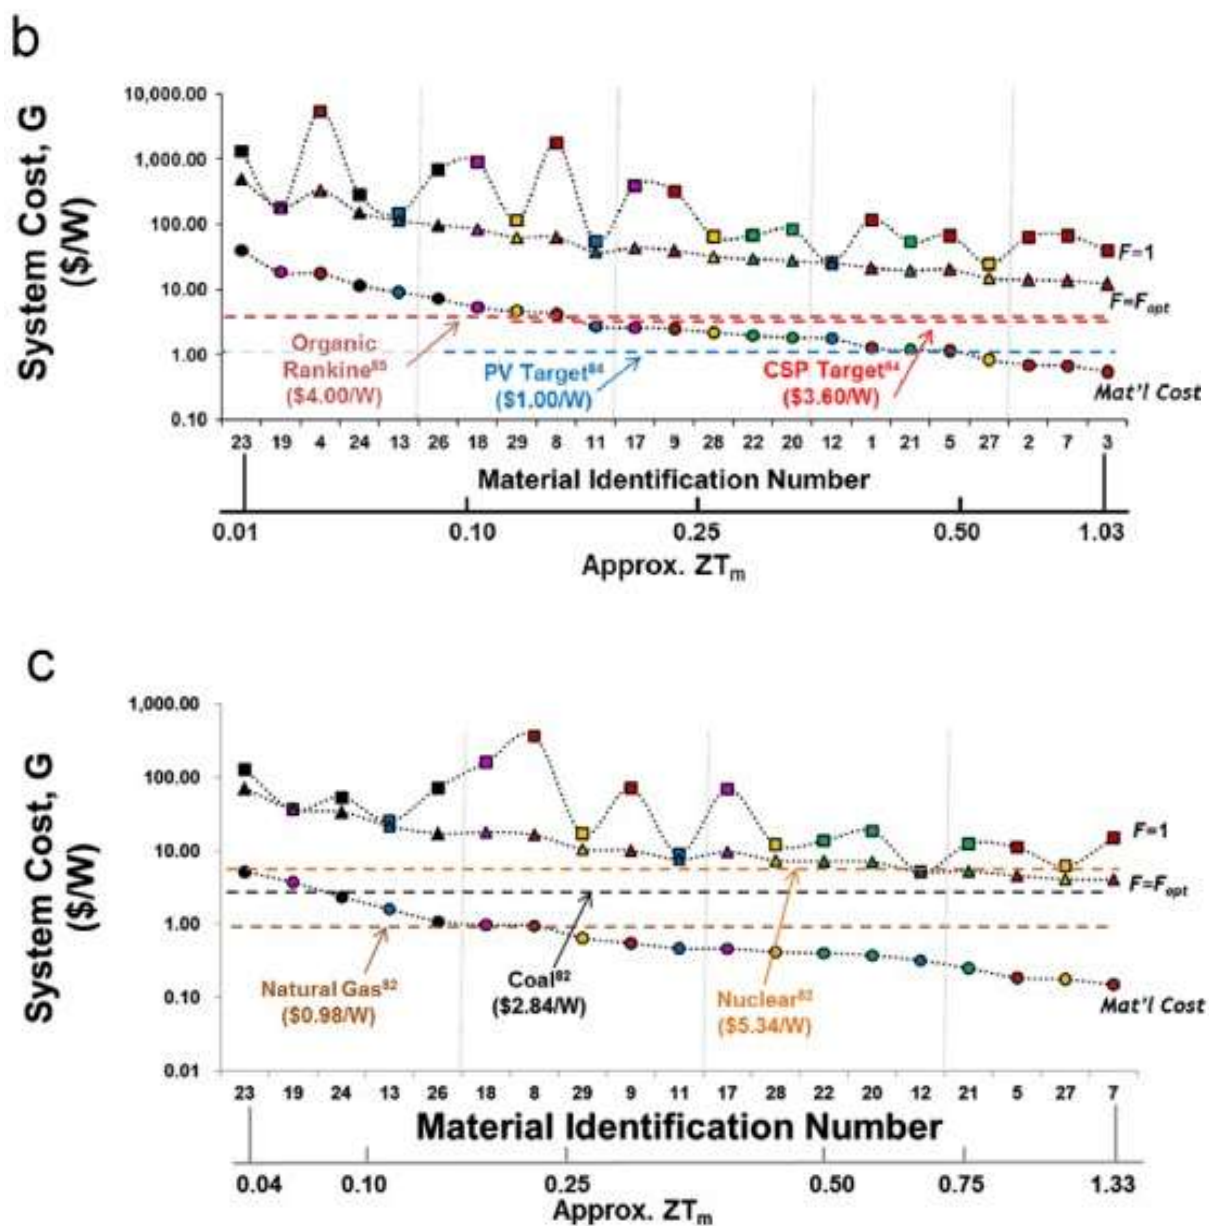 b
System Cost, G
($/W)
10,000.00
1,000.00
100.00
10.00
1.00
0.10
F=1
F=Fopt
Mat'l Cost
Organic
Rankine85
($4.00/W)
PV Target84
($1.00/W)
CSP Target84
($3.60/W)
23 19 4 24 13 26 18 29 8 11 17 9 28 22 20 12 1 21 5 27 2 7 3
Material Identification Number
0.01 0.10 0.25 0.50 1.03
Approx. ZTm
c
System Cost, G
($/W)
1,000.00
100.00
10.00
1.00
0.10
0.01
F=1
F=Fopt
Mat'l Cost
Natural Gas82
($0.98/W)
Coal82
($2.84/W)
Nuclear82
($5.34/W)
23 19 24 13 26 18 8 29 9 11 17 28 22 20 12 21 5 27 7
Material Identification Number
0.04 0.10 0.25 0.50 0.75 1.33
Approx. ZTm